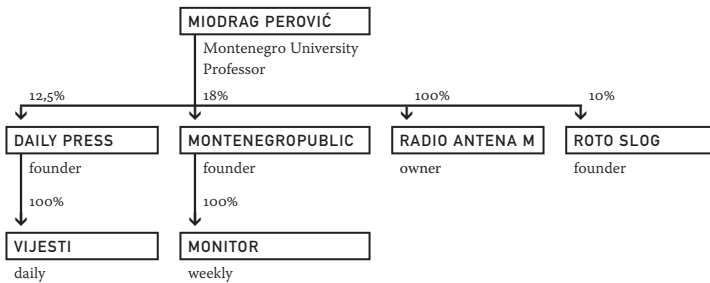 MIODRAG PEROVIĆ
Montenegro University
Professor
12,5%
18%
100%
10%
DAILY PRESS
MONTENEGROPUBLIC
RADIO ANTENA M
ROTO SLOG
founder
founder
owner
founder
100%
100%
VIJESTI
MONITOR
daily
weekly